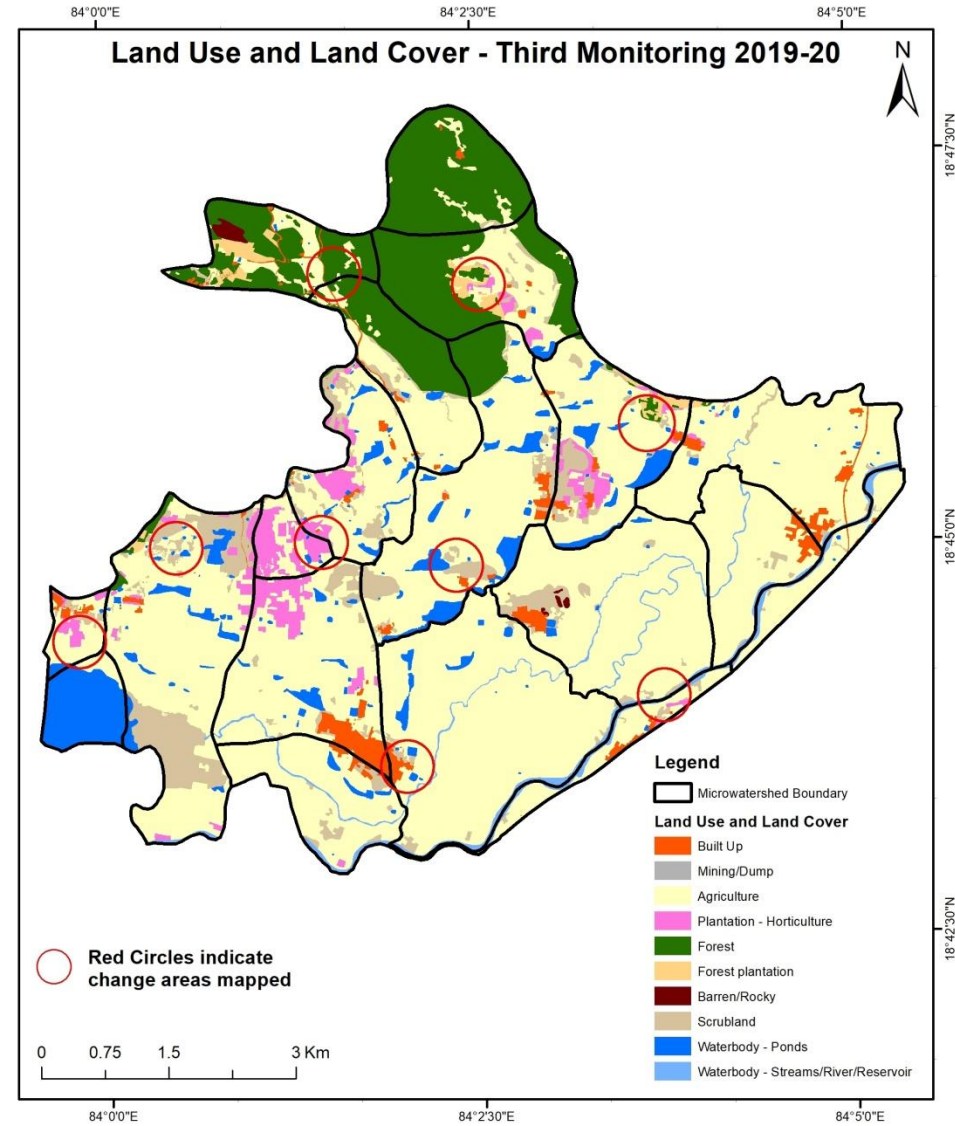 84°0'0"E 84°2'30"E 84°5'0"E
Land Use and Land Cover - Third Monitoring 2019-20
N
18°47'30"N
18°45'0"N
18°42'30"N
Legend
Microwatershed Boundary
Land Use and Land Cover
Built Up
Mining/Dump
Agriculture
Plantation - Horticulture
Forest
Forest plantation
Barren/Rocky
Scrubland
Waterbody - Ponds
Waterbody - Streams/River/Reservoir
Red Circles indicate
change areas mapped
0 0.75 1.5 3 Km
84°0'0"E 84°2'30"E 84°5'0"E